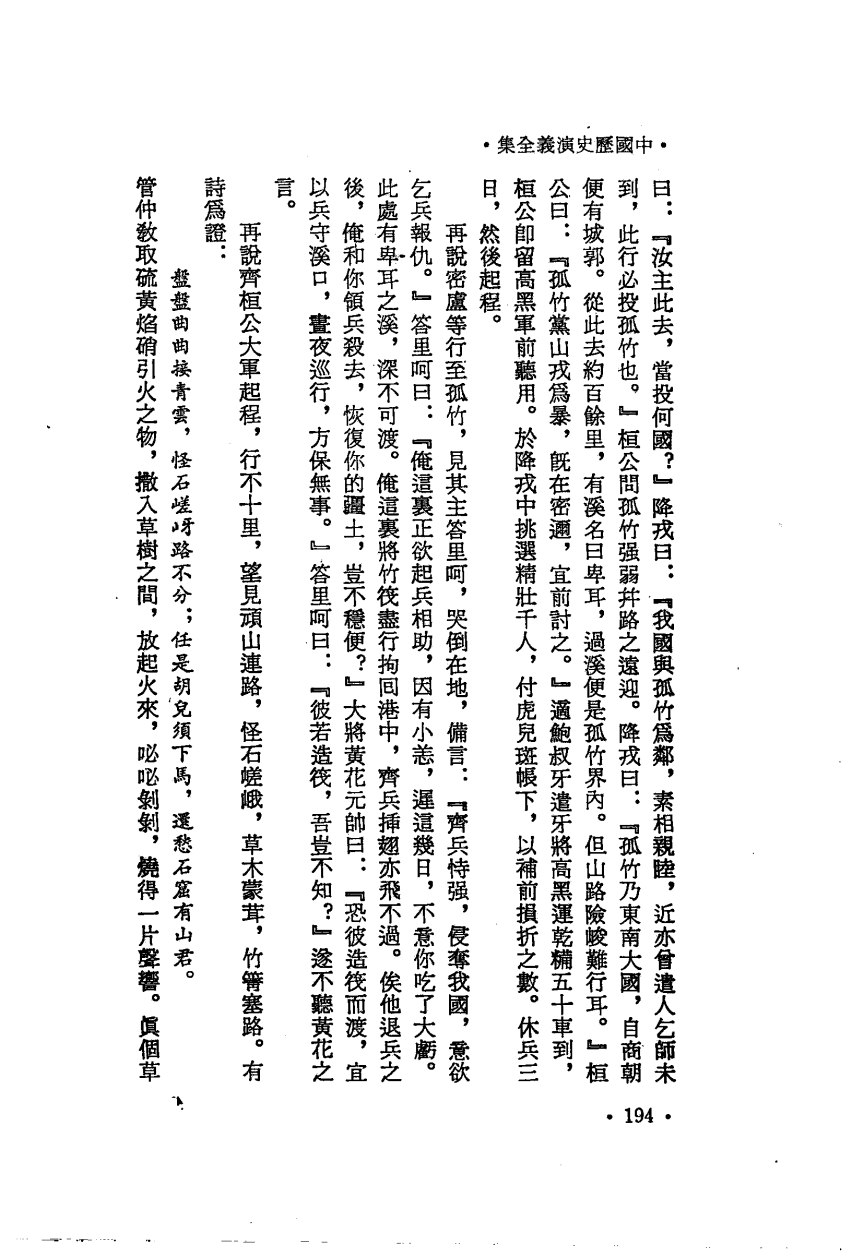 •中國歷史演義全集•
曰：『汝主此去，當投何國？』降戎曰：『我國與孤竹爲鄰，素相親睦，近亦曾遣人乞師未
到，此行必投孤竹也。』桓公問孤竹强弱幷路之遠迎。降戎曰：『孤竹乃東南大國，自商朝
便有城郭。從此去約百餘里，有溪名曰卑耳，過溪便是孤竹界內。但山路險峻難行耳。』桓
公曰：『孤竹黨山戎爲暴，旣在密邇，宜前討之。』適鮑叔牙遣牙將高黑運乾糒五十車到，
桓公卽留高黑軍前聽用。於降戎中挑選精壯千人，付虎兒斑帳下，以補前損折之數。休兵三
日，然後起程。
再說密盧等行至孤竹，見其主答里呵，哭倒在地，備言：『齊兵恃强，侵奪我國，意欲
乞兵報仇。』答里呵曰：『俺這裏正欲起兵相助，因有小恙，遲這幾日，不意你吃了大虧。
此處有卑耳之溪，深不可渡。俺這裏將竹筏盡行拘囘港中，齊兵揷翅亦飛不過。俟他退兵之
後，俺和你領兵殺去，恢復你的疆土，豈不穩便？』大將黃花元帥曰：『恐彼造筏而渡，宜
以兵守溪口，晝夜巡行，方保無事。』答里呵曰：『彼若造筏，吾豈不知？』遂不聽黃花之
言。
再說齊桓公大軍起程，行不十里，望見頑山連路，怪石嵯峨，草木蒙茸，竹箐塞路。有
詩爲證：
盤盤曲曲接青雲，怪石嵯岈路不分；任是胡兒須下馬，還愁石窟有山君。
管仲敎取硫黃焰硝引火之物，撒入草樹之間，放起火來，咇咇剝剝，燒得一片聲響。眞個草
•194•